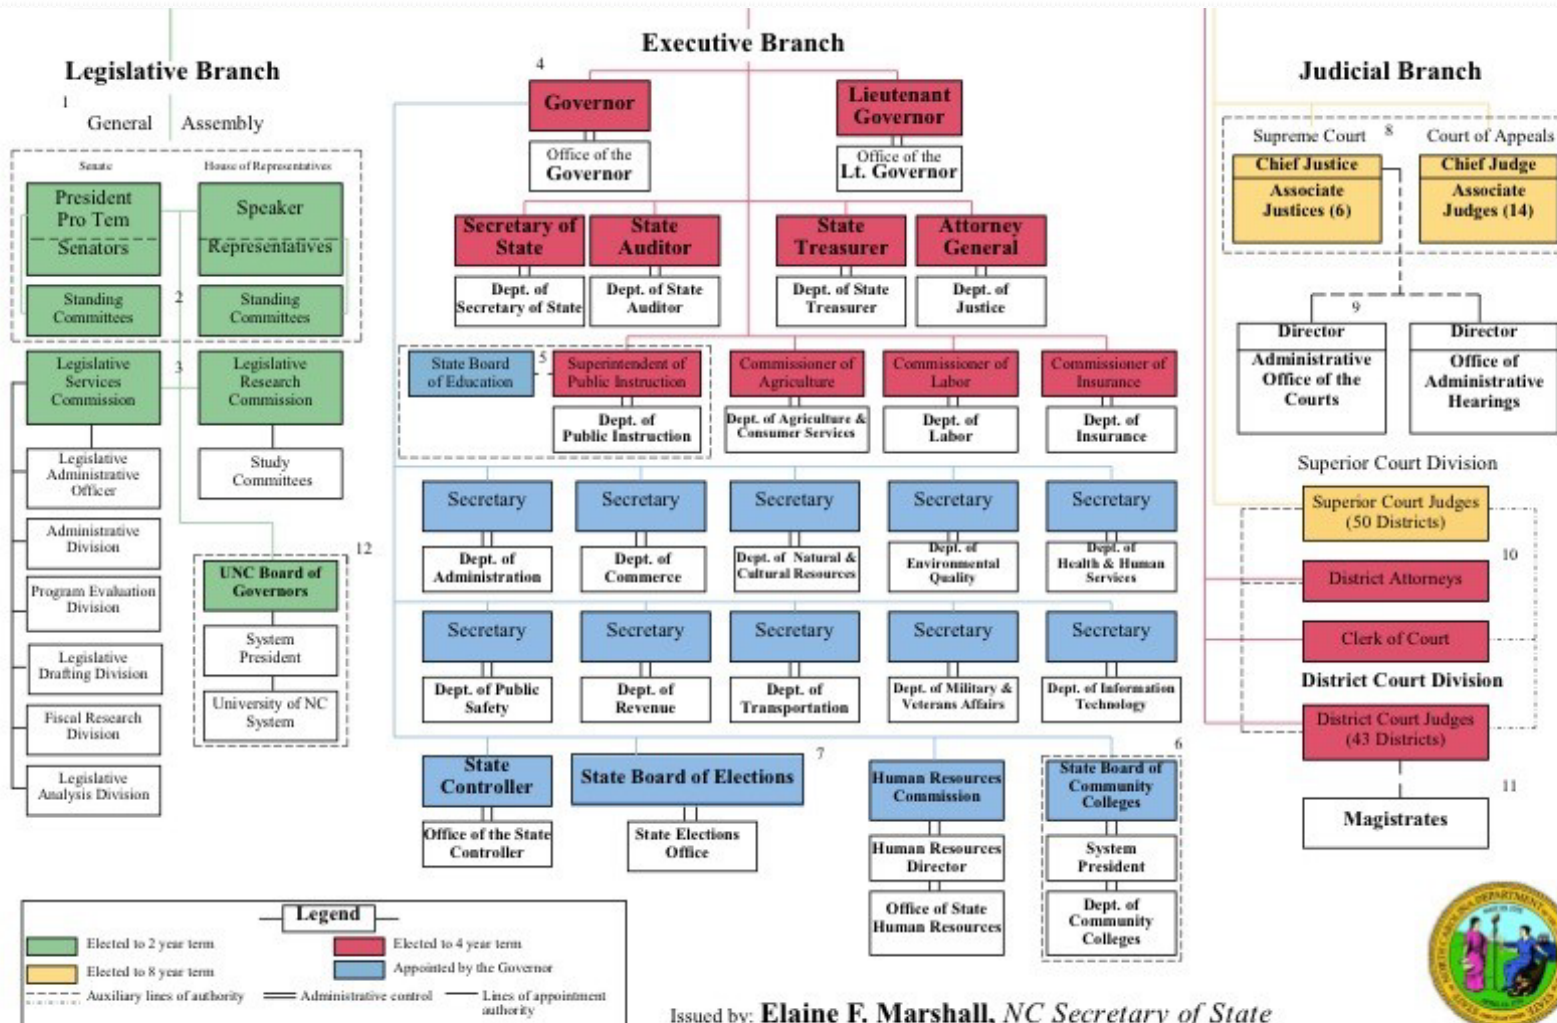 Executive Branch
Legislative Branch
Judicial Branch
1
General Assembly
4
Governor
Office of the
Governor
Lieutenant
Governor
Office of the
Lt. Governor
Senate
House of Representatives
President
Pro Tem
Senators
Speaker
Representatives
Standing
Committees
2
Standing
Committees
Legislative
Services
Commission
3
Legislative
Research
Commission
Legislative
Administrative
Officer
Study
Committees
Administrative
Division
Program Evaluation
Division
Legislative
Drafting Division
Fiscal Research
Division
Legislative
Analysis Division
12
UNC Board of
Governors
System
President
University of NC
System
Secretary of
State
Dept. of
Secretary of State
State
Auditor
Dept. of State
Auditor
State
Treasurer
Dept. of State
Treasurer
Attorney
General
Dept. of
Justice
State Board
of Education
5
Superintendent of
Public Instruction
Dept. of
Public Instruction
Commissioner of
Agriculture
Dept. of Agriculture &
Consumer Services
Commissioner of
Labor
Dept. of
Labor
Commissioner of
Insurance
Dept. of
Insurance
Secretary
Dept. of
Administration
Secretary
Dept. of
Commerce
Secretary
Dept. of Natural &
Cultural Resources
Secretary
Dept. of
Environmental
Quality
Secretary
Dept. of
Health & Human
Services
Secretary
Dept. of Public
Safety
Secretary
Dept. of
Revenue
Secretary
Dept. of
Transportation
Secretary
Dept. of Military &
Veterans Affairs
Secretary
Dept. of Information
Technology
State
Controller
Office of the State
Controller
State Board of Elections
7
State Elections
Office
Human Resources
Commission
Human Resources
Director
Office of State
Human Resources
6
State Board of
Community
Colleges
System
President
Dept. of
Community
Colleges
Supreme Court
8
Court of Appeals
Chief Justice
Associate
Justices (6)
Chief Judge
Associate
Judges (14)
9
Director
Administrative
Office of the
Courts
Director
Office of
Administrative
Hearings
Superior Court Division
Superior Court Judges
(50 Districts)
10
District Attorneys
Clerk of Court
District Court Division
District Court Judges
(43 Districts)
11
Magistrates
Legend
Elected to 2 year term
Elected to 4 year term
Elected to 8 year term
Appointed by the Governor
Auxiliary lines of authority
Administrative control
Lines of appointment
authority
Issued by: Elaine F. Marshall, NC Secretary of State